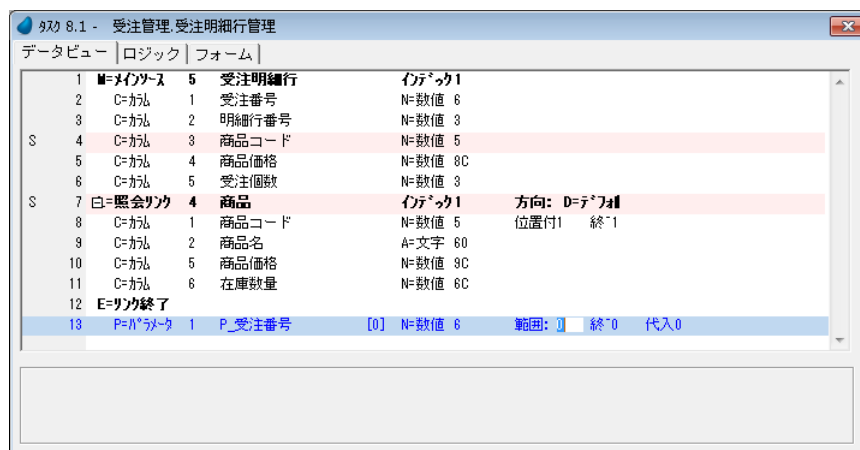 ﾀｽｸ 8.1 - 受注管理.受注明細行管理
データビュー ロジック フォーム
1 M=ﾒｲﾝｿｰｽ 5 受注明細行 ｲﾝﾃﾞｯｸ1
2 C=ｶﾗﾑ 1 受注番号 N=数値 6
3 C=ｶﾗﾑ 2 明細行番号 N=数値 3
S 4 C=ｶﾗﾑ 3 商品コード N=数値 5
5 C=ｶﾗﾑ 4 商品価格 N=数値 8C
6 C=ｶﾗﾑ 5 受注個数 N=数値 3
S 7 =照会ﾘﾝｸ 4 商品 ｲﾝﾃﾞｯｸ1 方向: D=ﾃﾞﾌｫﾙ
8 C=ｶﾗﾑ 1 商品コード N=数値 5 位置付1 終~1
9 C=ｶﾗﾑ 2 商品名 A=文字 60
10 C=ｶﾗﾑ 5 商品価格 N=数値 9C
11 C=ｶﾗﾑ 6 在庫数量 N=数値 6C
12 E=ﾘﾝｸ終了
13 P=ﾊﾟﾗﾒｰﾀ 1 P_受注番号 [0] N=数値 6 範囲: 0 終~0 代入0